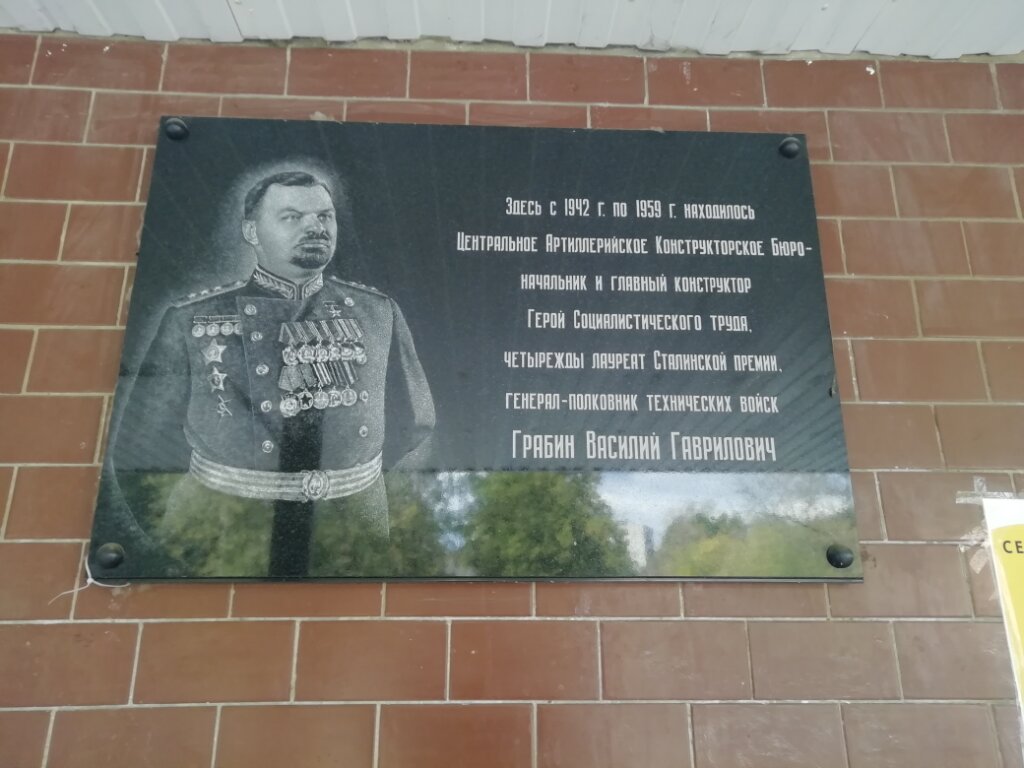 Здесь с 1942 г. по 1959 г. находилось
Центральное Артиллерийское Конструкторское Бюро-
начальник и главный конструктор
Герой Социалистического труда,
четырежды лауреат Сталинской премии,
генерал-полковник технических войск
Грабин Василий Гаврилович
СЕ